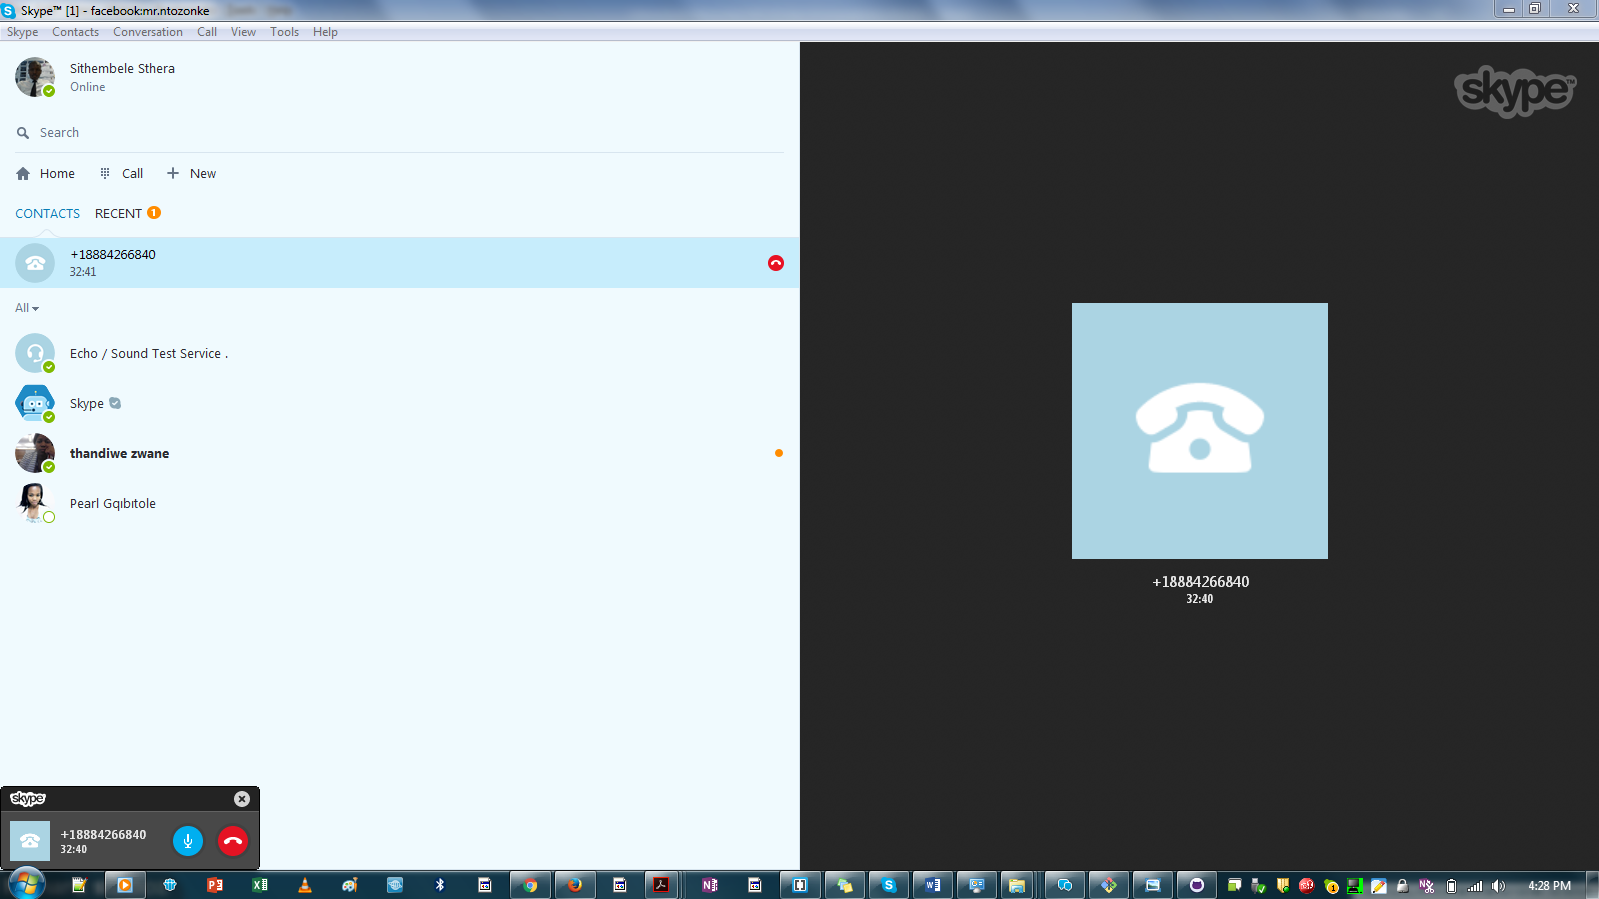 Skype™ [1] - facebook:mr.ntozonke
Skype Contacts Conversation Call View Tools Help
Sithembele Sthera
Online
Search
Home Call New
CONTACTS RECENT 1
+18884266840
32:41
All
Echo / Sound Test Service .
Skype
thandiwe zwane
Pearl Gqıbıtole
skype™
+18884266840
32:40
skype
+18884266840
32:40
4:28 PM